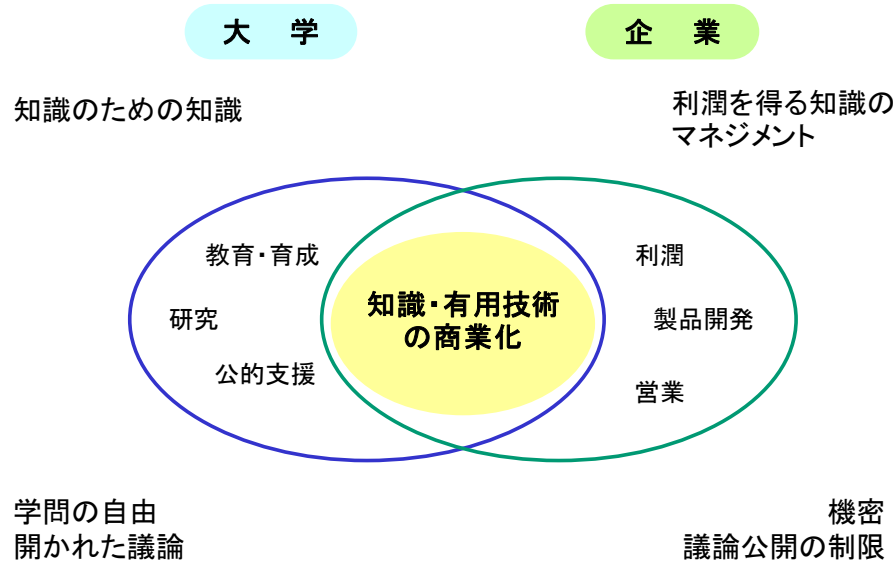 大　学
企　業
知識のための知識
利潤を得る知識の
マネジメント
教育・育成
研究
公的支援
知識・有用技術
の商業化
利潤
製品開発
営業
学問の自由
開かれた議論
機密
議論公開の制限